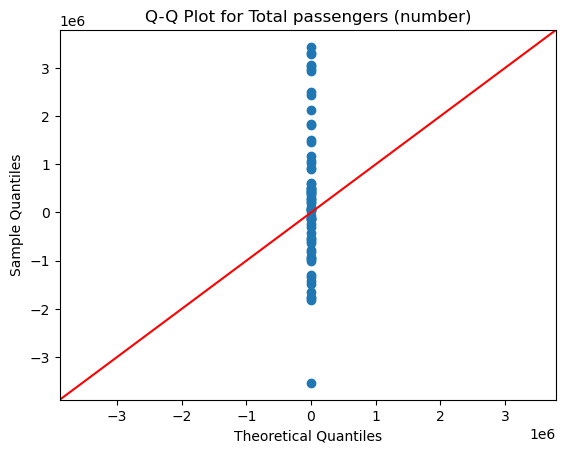 Q-Q Plot for Total passengers (number)
1e6
3
2
1
0
−1
−2
−3
Sample Quantiles
−3 −2 −1 0 1 2 3
Theoretical Quantiles
1e6